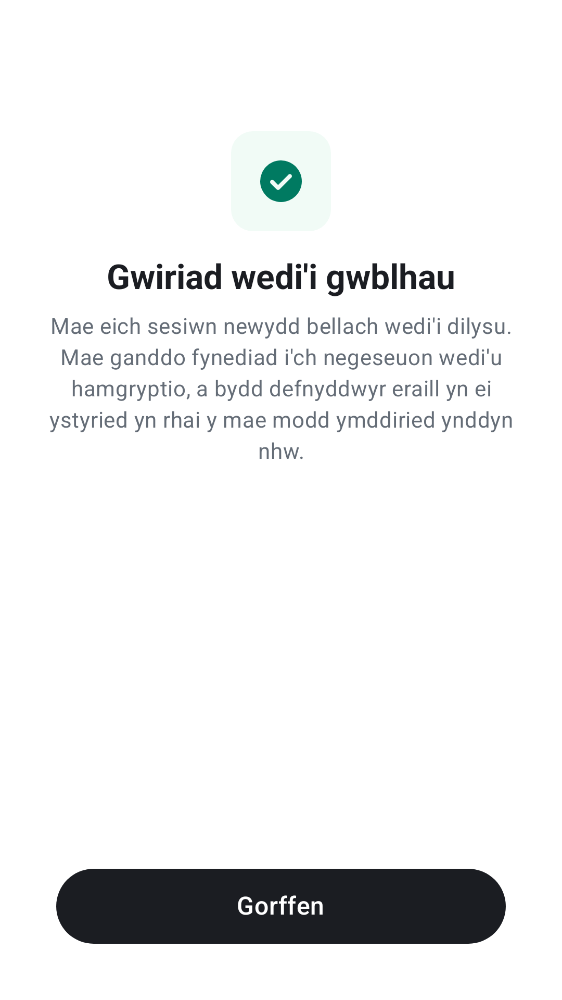 Gwiriad wedi'i gwblhau
Mae eich sesiwn newydd bellach wedi'i dilysu.
Mae ganddo fynediad i'ch negeseuon wedi'u
hamgryptio, a bydd defnyddwyr eraill yn ei
ystyried yn rhai y mae modd ymddiried ynddyn
nhw.
Gorffen